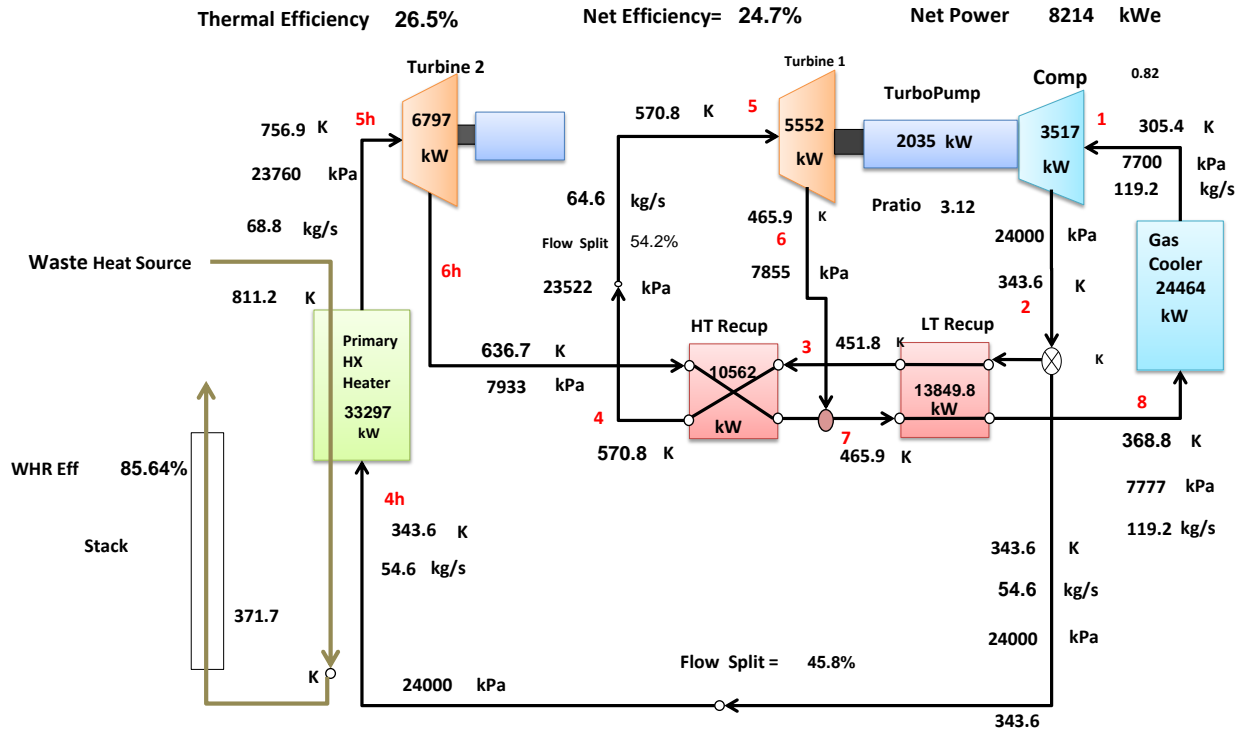 Thermal Efficiency 26.5%
Net Efficiency= 24.7%
Net Power 8214 kWe
Turbine 2
6797
kW
5h
756.9 K
23760 kPa
68.8 kg/s
Waste Heat Source
811.2 K
Primary
HX
Heater
33297
kW
WHR Eff 85.64%
Stack
371.7
K
4h
343.6 K
54.6 kg/s
24000 kPa
6h
636.7 K
7933 kPa
Turbine 1
5552
kW
5
570.8 K
64.6 kg/s
Flow Split 54.2%
23522 kPa
465.9 K
6
7855 kPa
TurboPump
2035 kW
Pratio 3.12
Comp 0.82
3517
kW
1
305.4 K
7700 kPa
119.2 kg/s
24000 kPa
343.6 K
2
K
Gas
Cooler
24464
kW
HT Recup
10562
kW
3
451.8 K
LT Recup
13849.8
kW
4
570.8 K
7
465.9 K
8
368.8 K
7777 kPa
119.2 kg/s
343.6 K
54.6 kg/s
24000 kPa
Flow Split = 45.8%
343.6